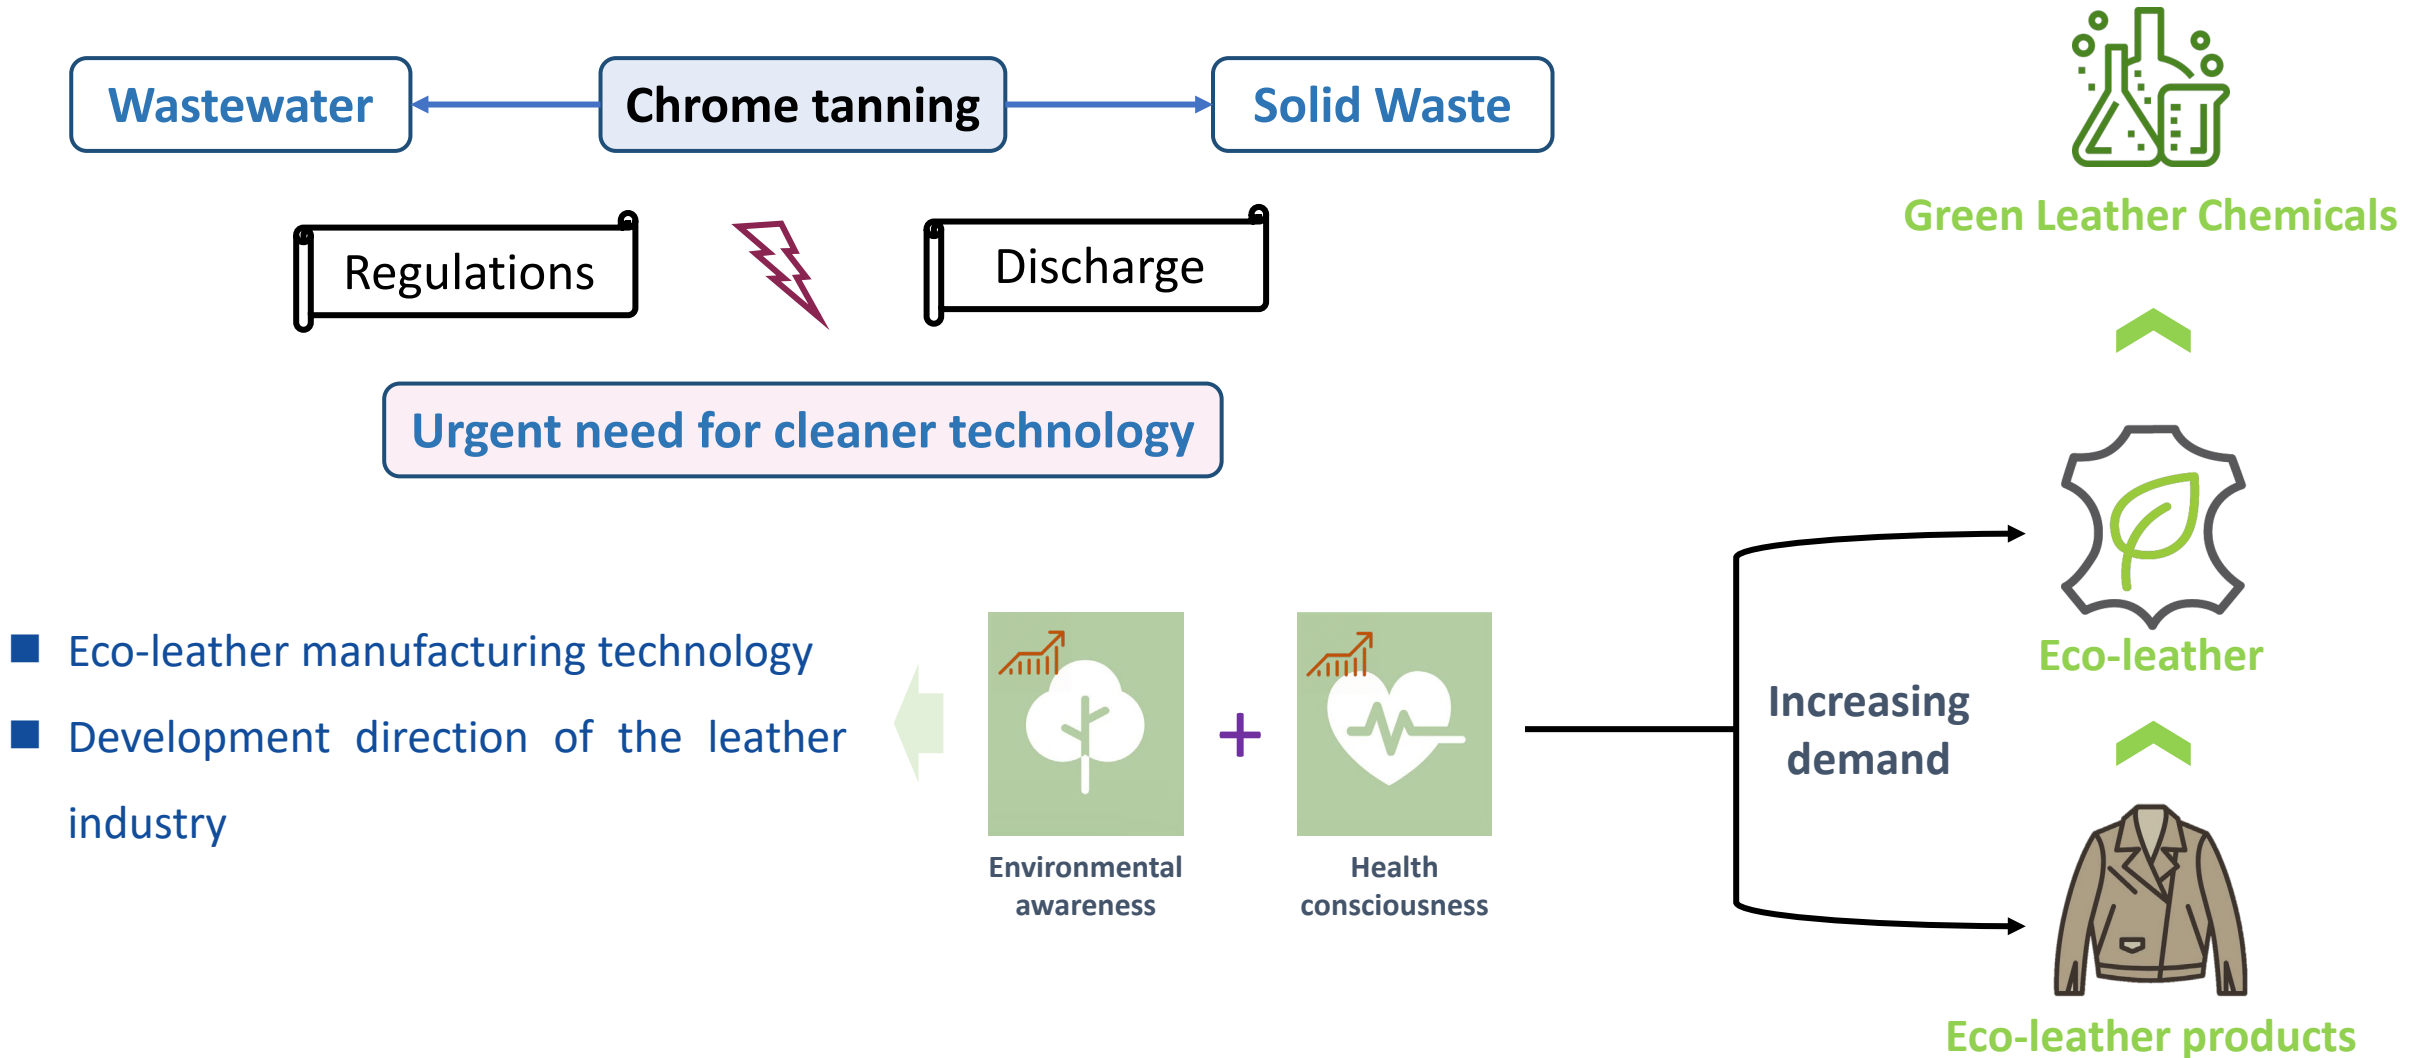 Wastewater
Chrome tanning
Solid Waste
Green Leather Chemicals
Regulations
Discharge
Urgent need for cleaner technology
Eco-leather manufacturing technology
Development direction of the leather
industry
Environmental
awareness
+
Health
consciousness
Increasing
demand
Eco-leather
Eco-leather products